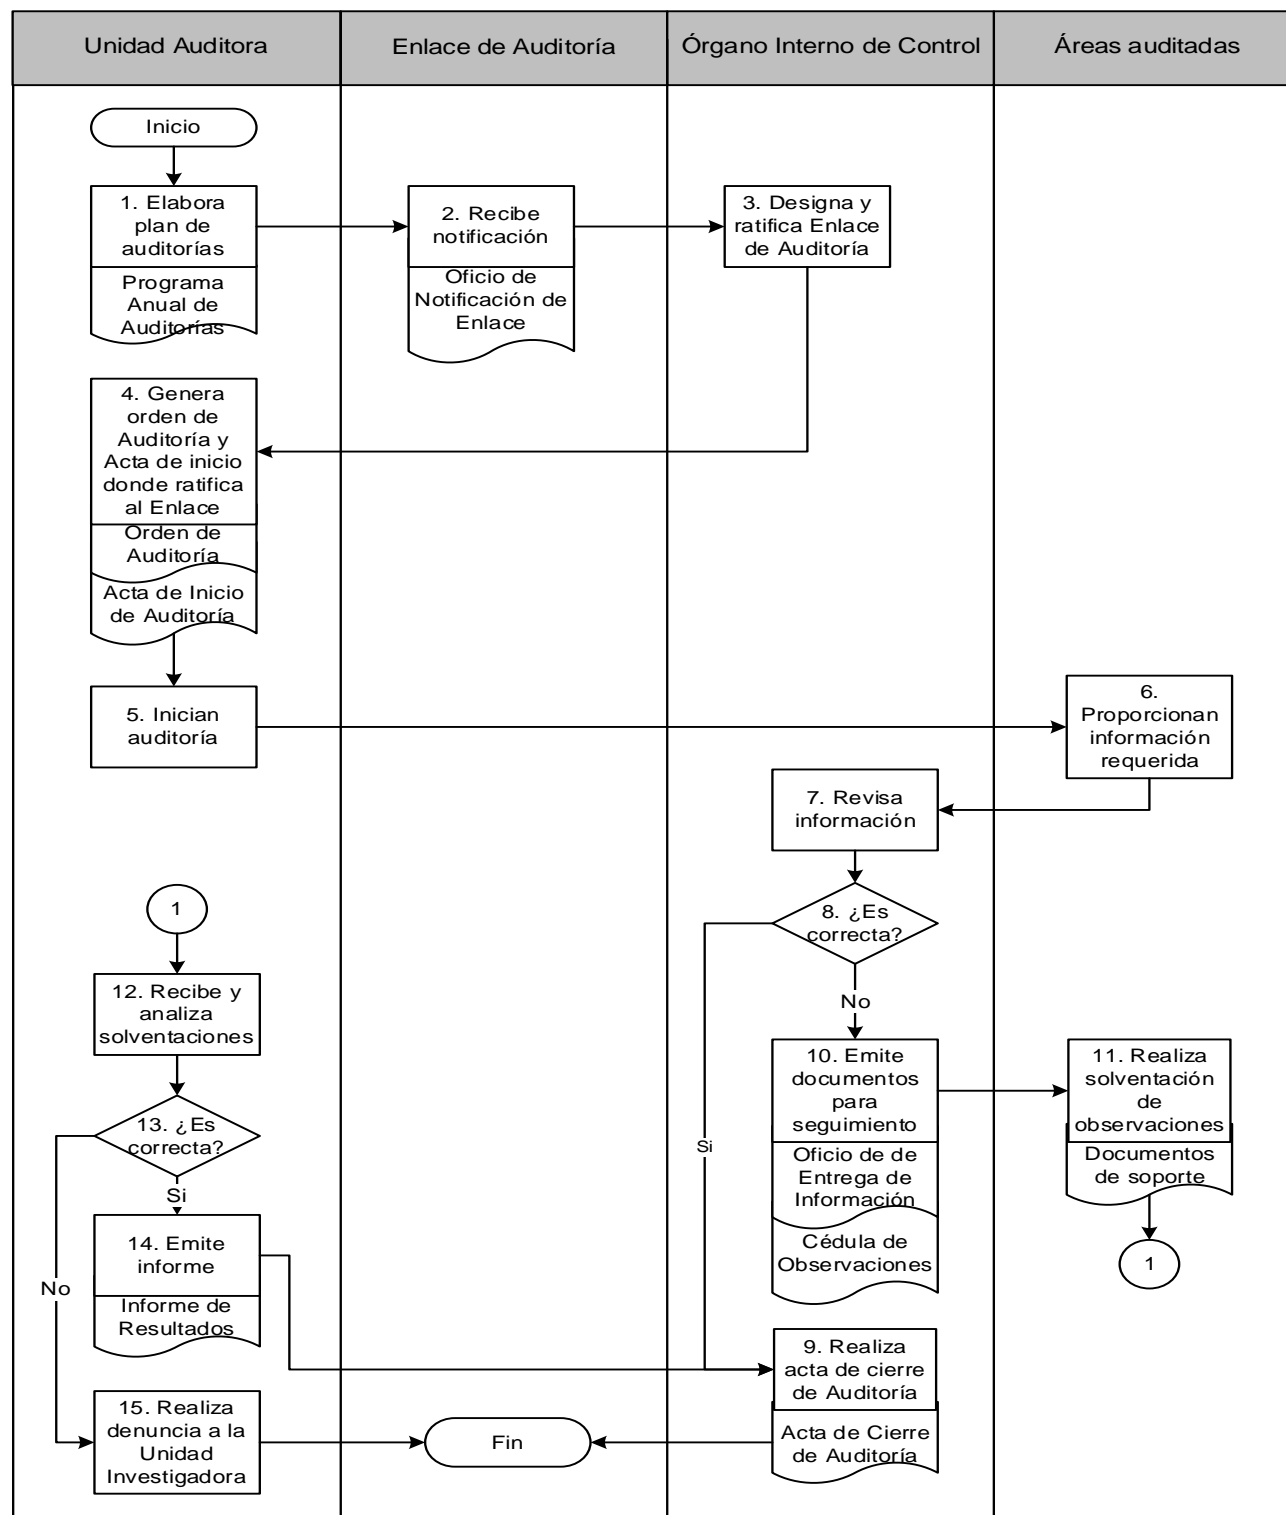 Unidad Auditora
Enlace de Auditoría
Órgano Interno de Control
Áreas auditadas
Inicio
1. Elabora
plan de
auditorías
Programa
Anual de
Auditorías
2. Recibe
notificación
Oficio de
Notificación de
Enlace
3. Designa y
ratifica Enlace
de Auditoría
4. Genera
orden de
Auditoría y
Acta de inicio
donde ratifica
al Enlace
Orden de
Auditoría
Acta de Inicio
de Auditoría
5. Inician
auditoría
6.
Proporcionan
información
requerida
7. Revisa
información
8. ¿Es
correcta?
Si
No
10. Emite
documentos
para
seguimiento
Oficio de de
Entrega de
Información
Cédula de
Observaciones
11. Realiza
solventación
de
observaciones
Documentos
de soporte
1
1
12. Recibe y
analiza
solventaciones
13. ¿Es
correcta?
Si
No
14. Emite
informe
Informe de
Resultados
9. Realiza
acta de cierre
de Auditoría
Acta de Cierre
de Auditoría
15. Realiza
denuncia a la
Unidad
Investigadora
Fin